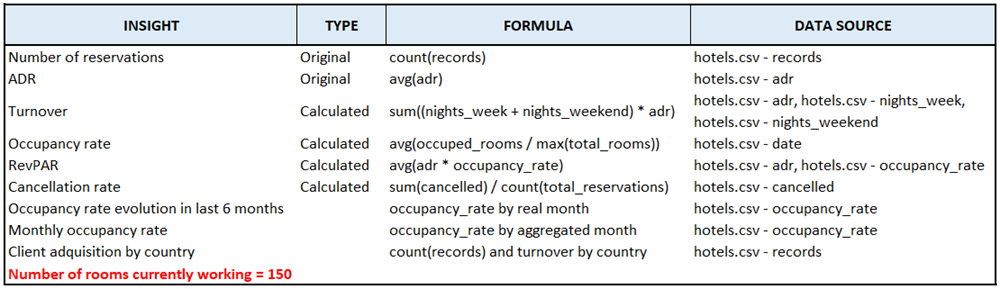 INSIGHT TYPE FORMULA DATA SOURCE
Number of reservations Original count(records) hotels.csv - records
ADR Original avg(adr) hotels.csv - adr
Turnover Calculated sum((nights_week + nights_weekend) * adr) hotels.csv - adr, hotels.csv - nights_week,
hotels.csv - nights_weekend
Occupancy rate Calculated avg(occuped_rooms / max(total_rooms)) hotels.csv - date
RevPAR Calculated avg(adr * occupancy_rate) hotels.csv - adr, hotels.csv - occupancy_rate
Cancellation rate Calculated sum(cancelled) / count(total_reservations) hotels.csv - cancelled
Occupancy rate evolution in last 6 months occupancy_rate by real month hotels.csv - occupancy_rate
Monthly occupancy rate occupancy_rate by aggregated month hotels.csv - occupancy_rate
Client adquisition by country count(records) and turnover by country hotels.csv - records
Number of rooms currently working = 150